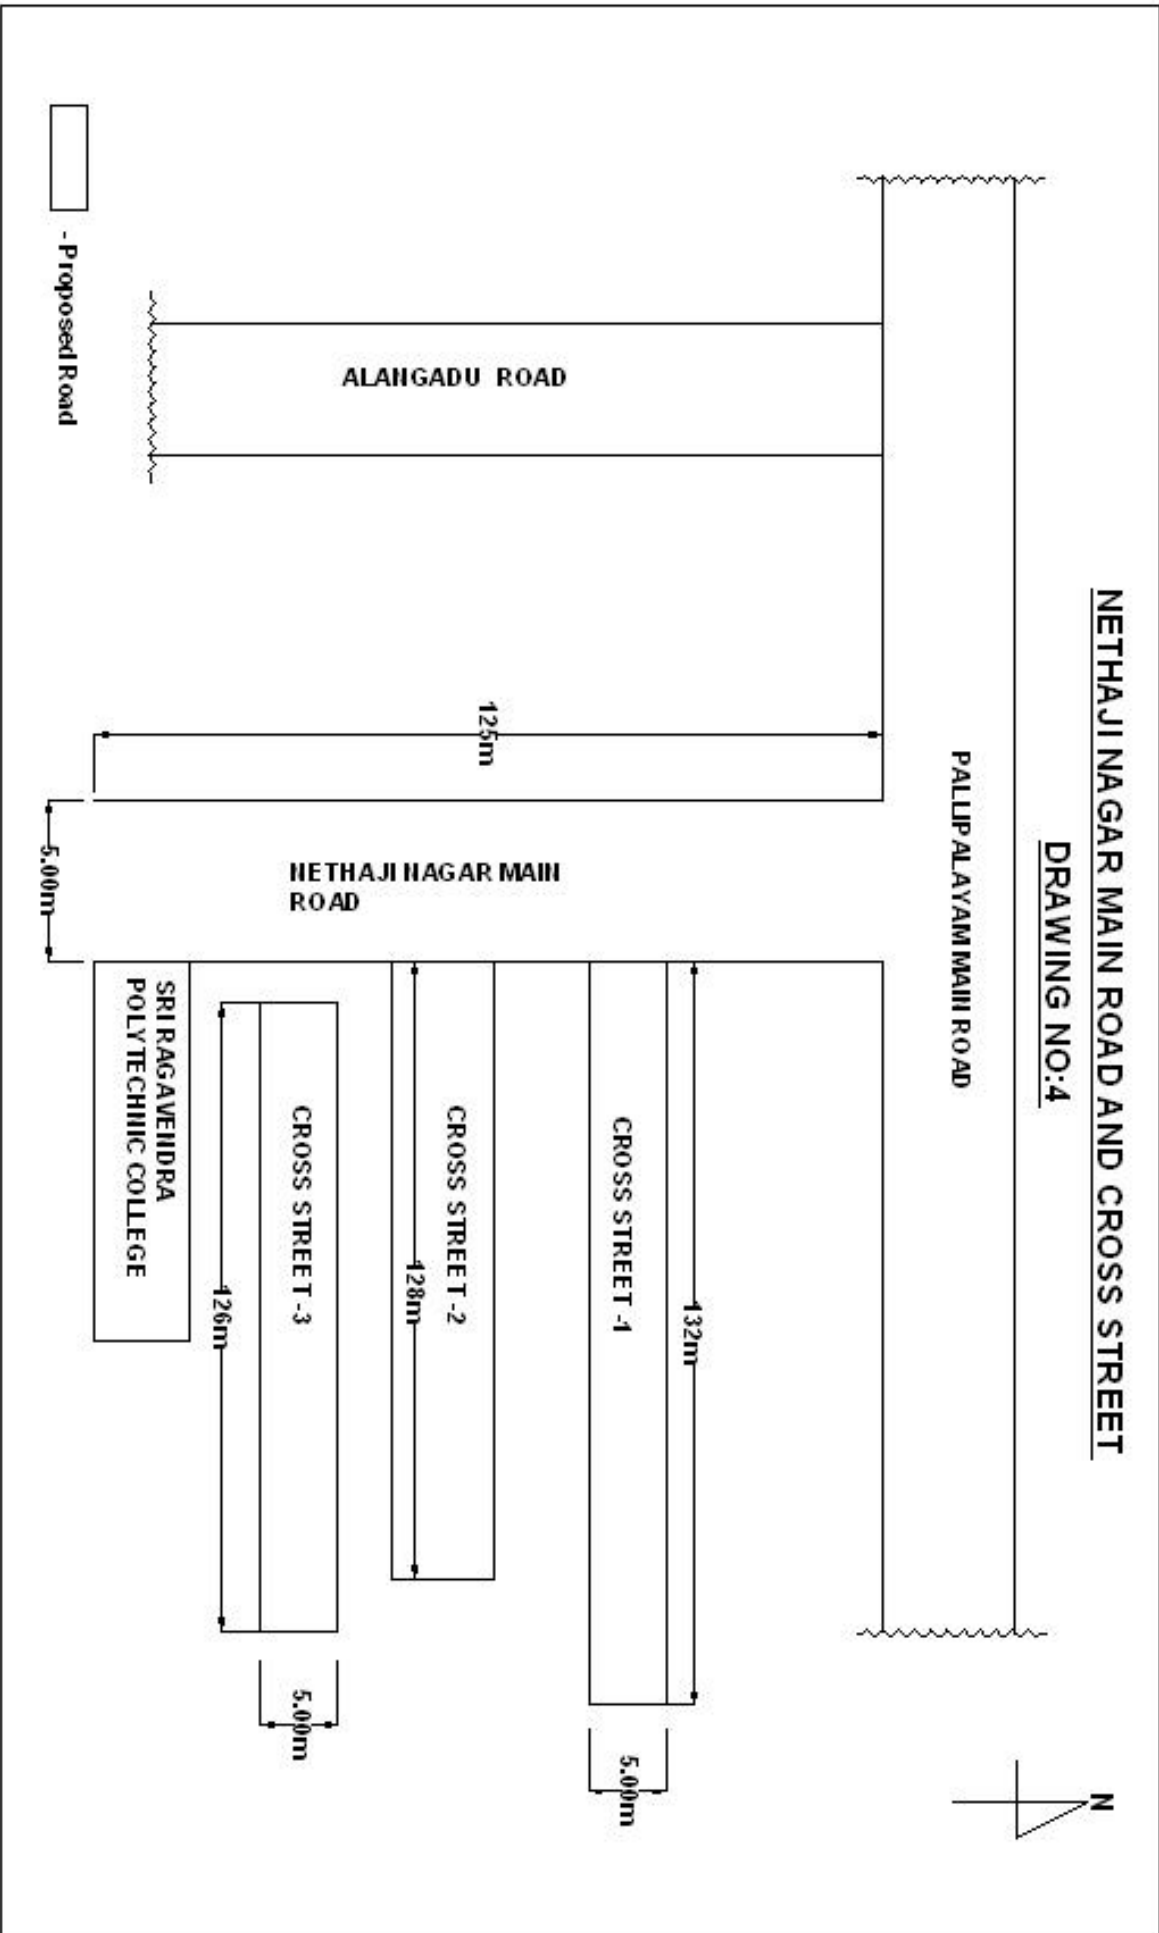 NETHAJI NAGAR MAIN ROAD AND CROSS STREET
DRAWING NO:4
N
PALLIPALAYAM MAIN ROAD
ALANGADU ROAD
125m
NETHAJI NAGAR MAIN
ROAD
132m
CROSS STREET -1
5.00m
CROSS STREET -2
128m
CROSS STREET -3
5.00m
126m
SRI RAGAVENDRA
POLYTECHNIC COLLEGE
5.00m
- Proposed Road